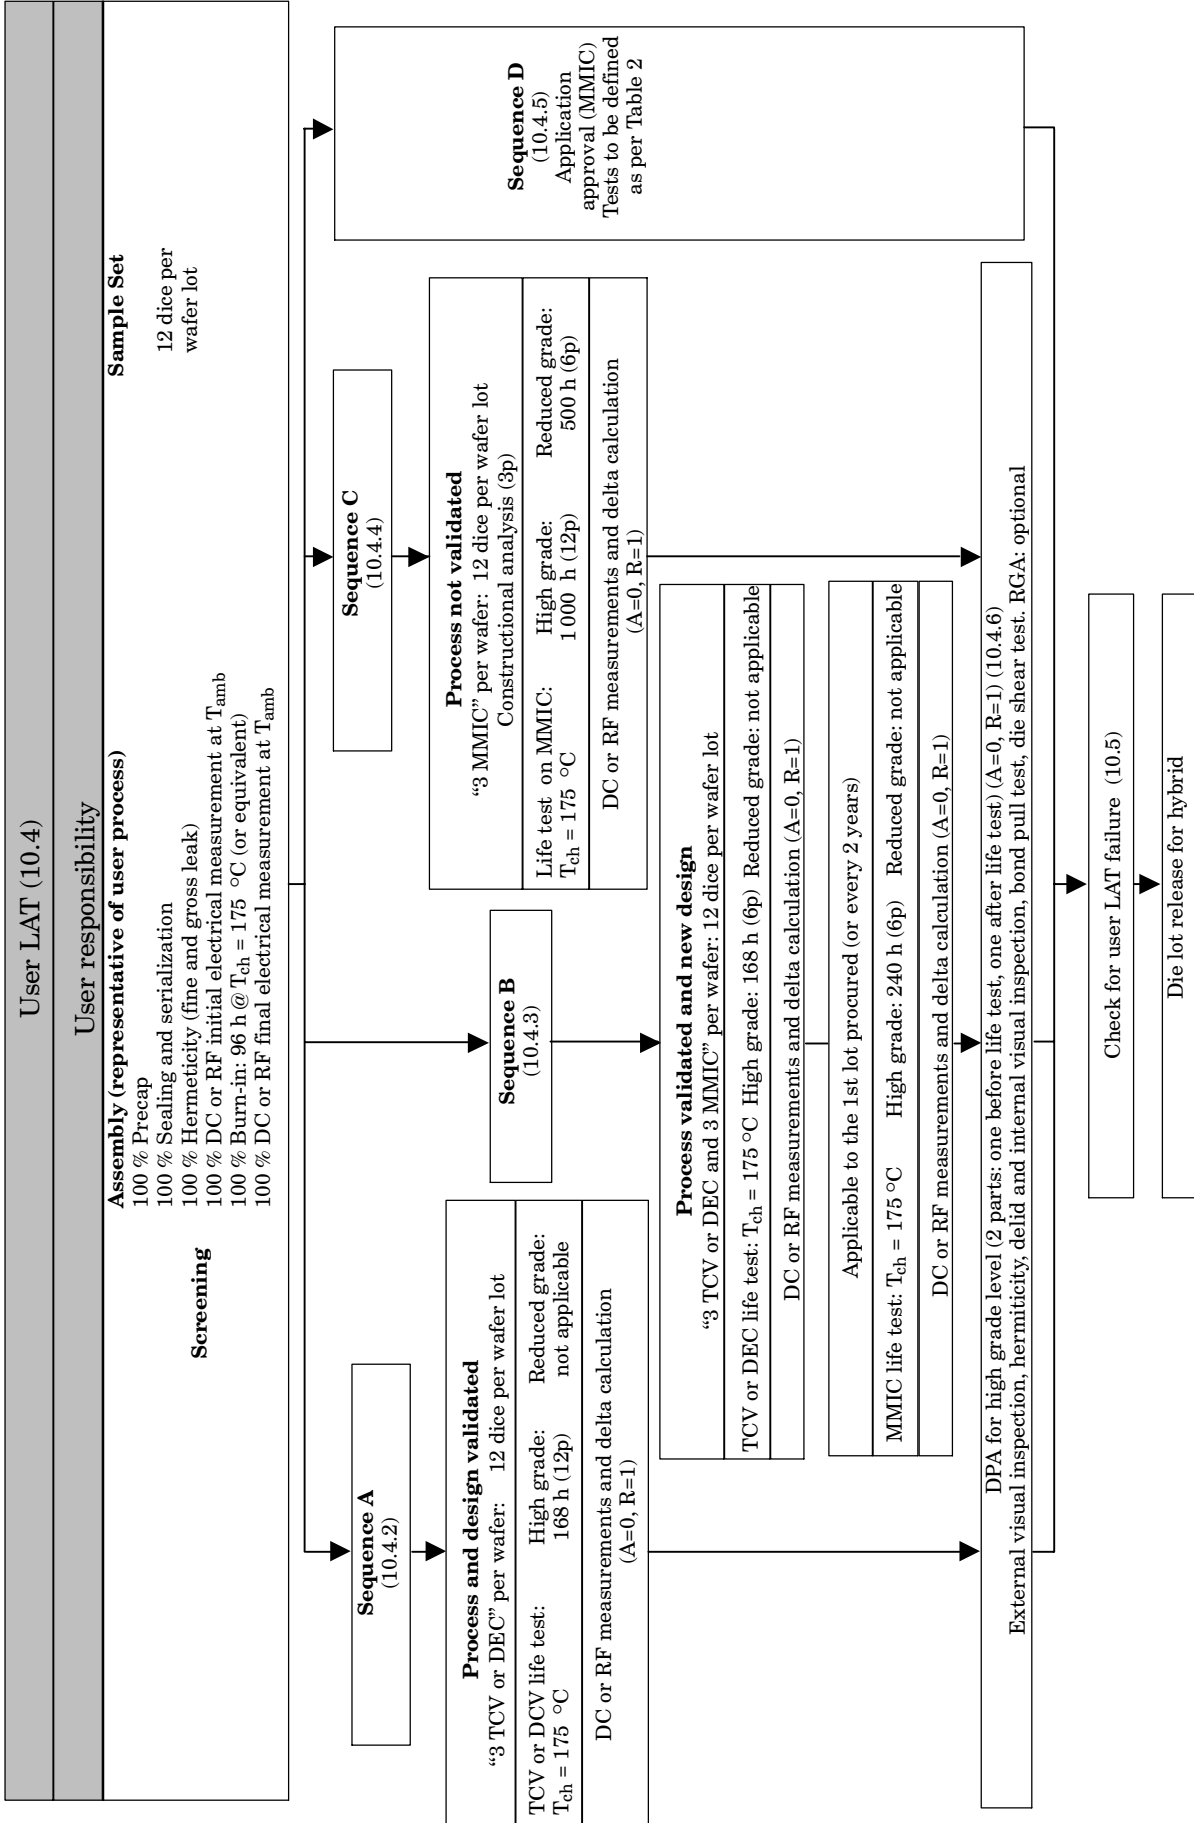 User LAT (10.4)
User responsibility
Screening
Assembly (representative of user process)
100 % Precap
100 % Sealing and serialization
100 % Hermeticity (fine and gross leak)
100 % DC or RF initial electrical measurement at Tamb
100 % Burn-in: 96 h @ Tch = 175 °C (or equivalent)
100 % DC or RF final electrical measurement at Tamb
Sample Set
12 dice per
wafer lot
Sequence A
(10.4.2)
Process and design validated
“3 TCV or DEC” per wafer: 12 dice per wafer lot
TCV or DCV life test:
Tch = 175 °C
High grade:
168 h (12p)
Reduced grade:
not applicable
DC or RF measurements and delta calculation
(A=0, R=1)
Sequence B
(10.4.3)
Process validated and new design
“3 TCV or DEC and 3 MMIC” per wafer: 12 dice per wafer lot
TCV or DEC life test: Tch = 175 °C High grade: 168 h (6p) Reduced grade: not applicable
DC or RF measurements and delta calculation (A=0, R=1)
Applicable to the 1st lot procured (or every 2 years)
MMIC life test: Tch = 175 °C High grade: 240 h (6p) Reduced grade: not applicable
DC or RF measurements and delta calculation (A=0, R=1)
Sequence C
(10.4.4)
Process not validated
“3 MMIC” per wafer: 12 dice per wafer lot
Constructional analysis (3p)
Life test on MMIC:
Tch = 175 °C
High grade:
1000 h (12p)
Reduced grade:
500 h (6p)
DC or RF measurements and delta calculation
(A=0, R=1)
Sequence D
(10.4.5)
Application
approval (MMIC)
Tests to be defined
as per Table 2
DPA for high grade level (2 parts: one before life test, one after life test) (A=0, R=1) (10.4.6)
External visual inspection, hermiticity, delid and internal visual inspection, bond pull test, die shear test. RGA: optional
Check for user LAT failure (10.5)
Die lot release for hybrid